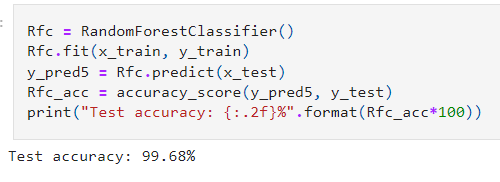 Rfc = RandomForestClassifier()
Rfc.fit(x_train, y_train)
y_pred5 = Rfc.predict(x_test)
Rfc_acc = accuracy_score(y_pred5, y_test)
print("Test accuracy: {:.2f}%".format(Rfc_acc*100))
Test accuracy: 99.68%